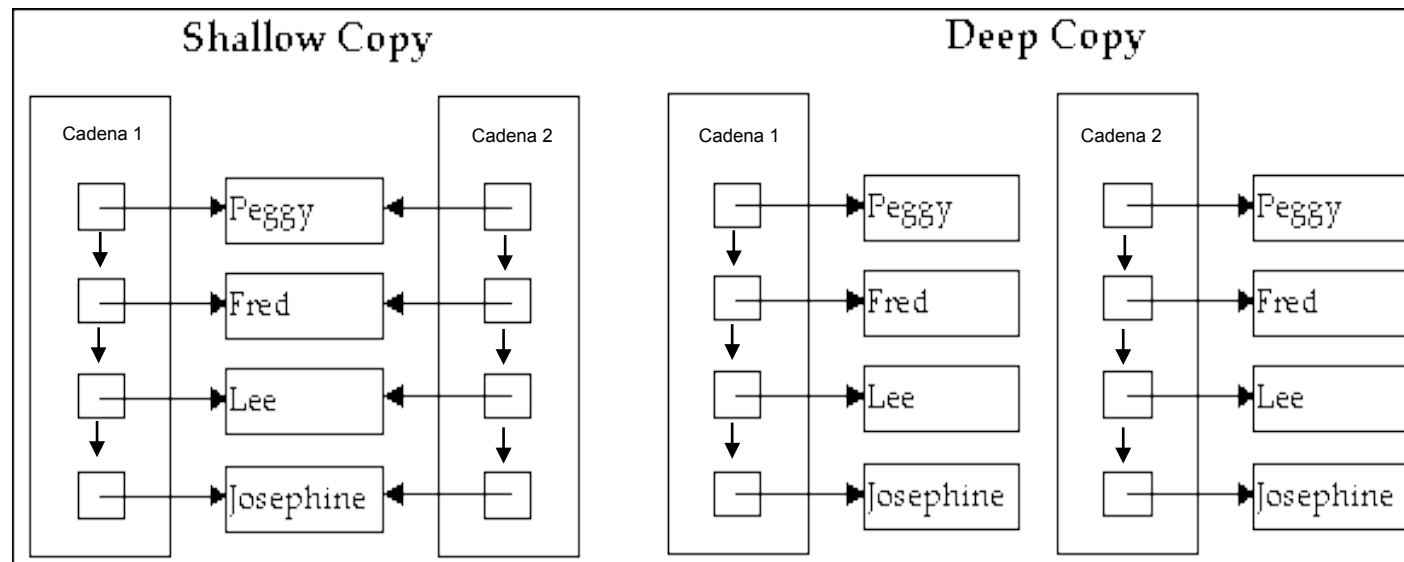 Shallow Copy
Cadena 1
Cadena 2
Peggy
Fred
Lee
Josephine
Deep Copy
Cadena 1
Cadena 2
Peggy
Peggy
Fred
Fred
Lee
Lee
Josephine
Josephine